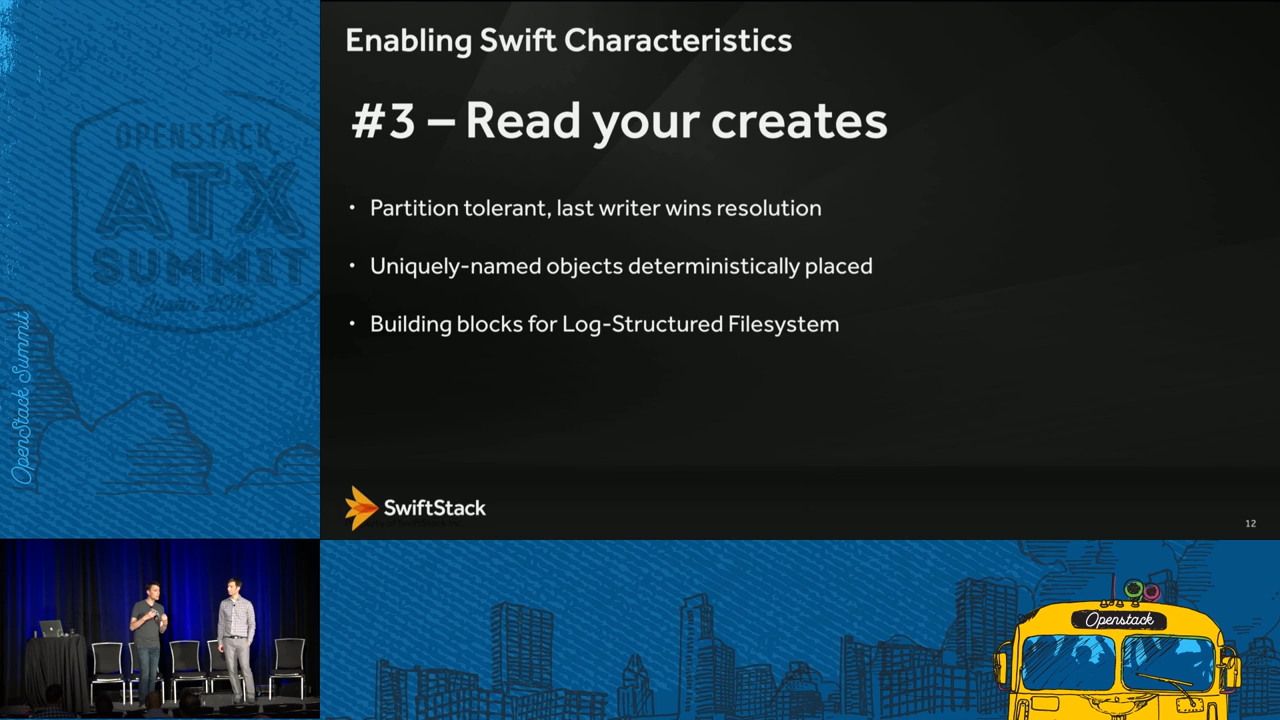 Enabling Swift Characteristics
#3 – Read your creates
• Partition tolerant, last writer wins resolution
• Uniquely-named objects deterministically placed
• Building blocks for Log-Structured Filesystem
SwiftStack
12
OPENSTACK
ATX
SUMMIT
OpenStack Summit
Openstack